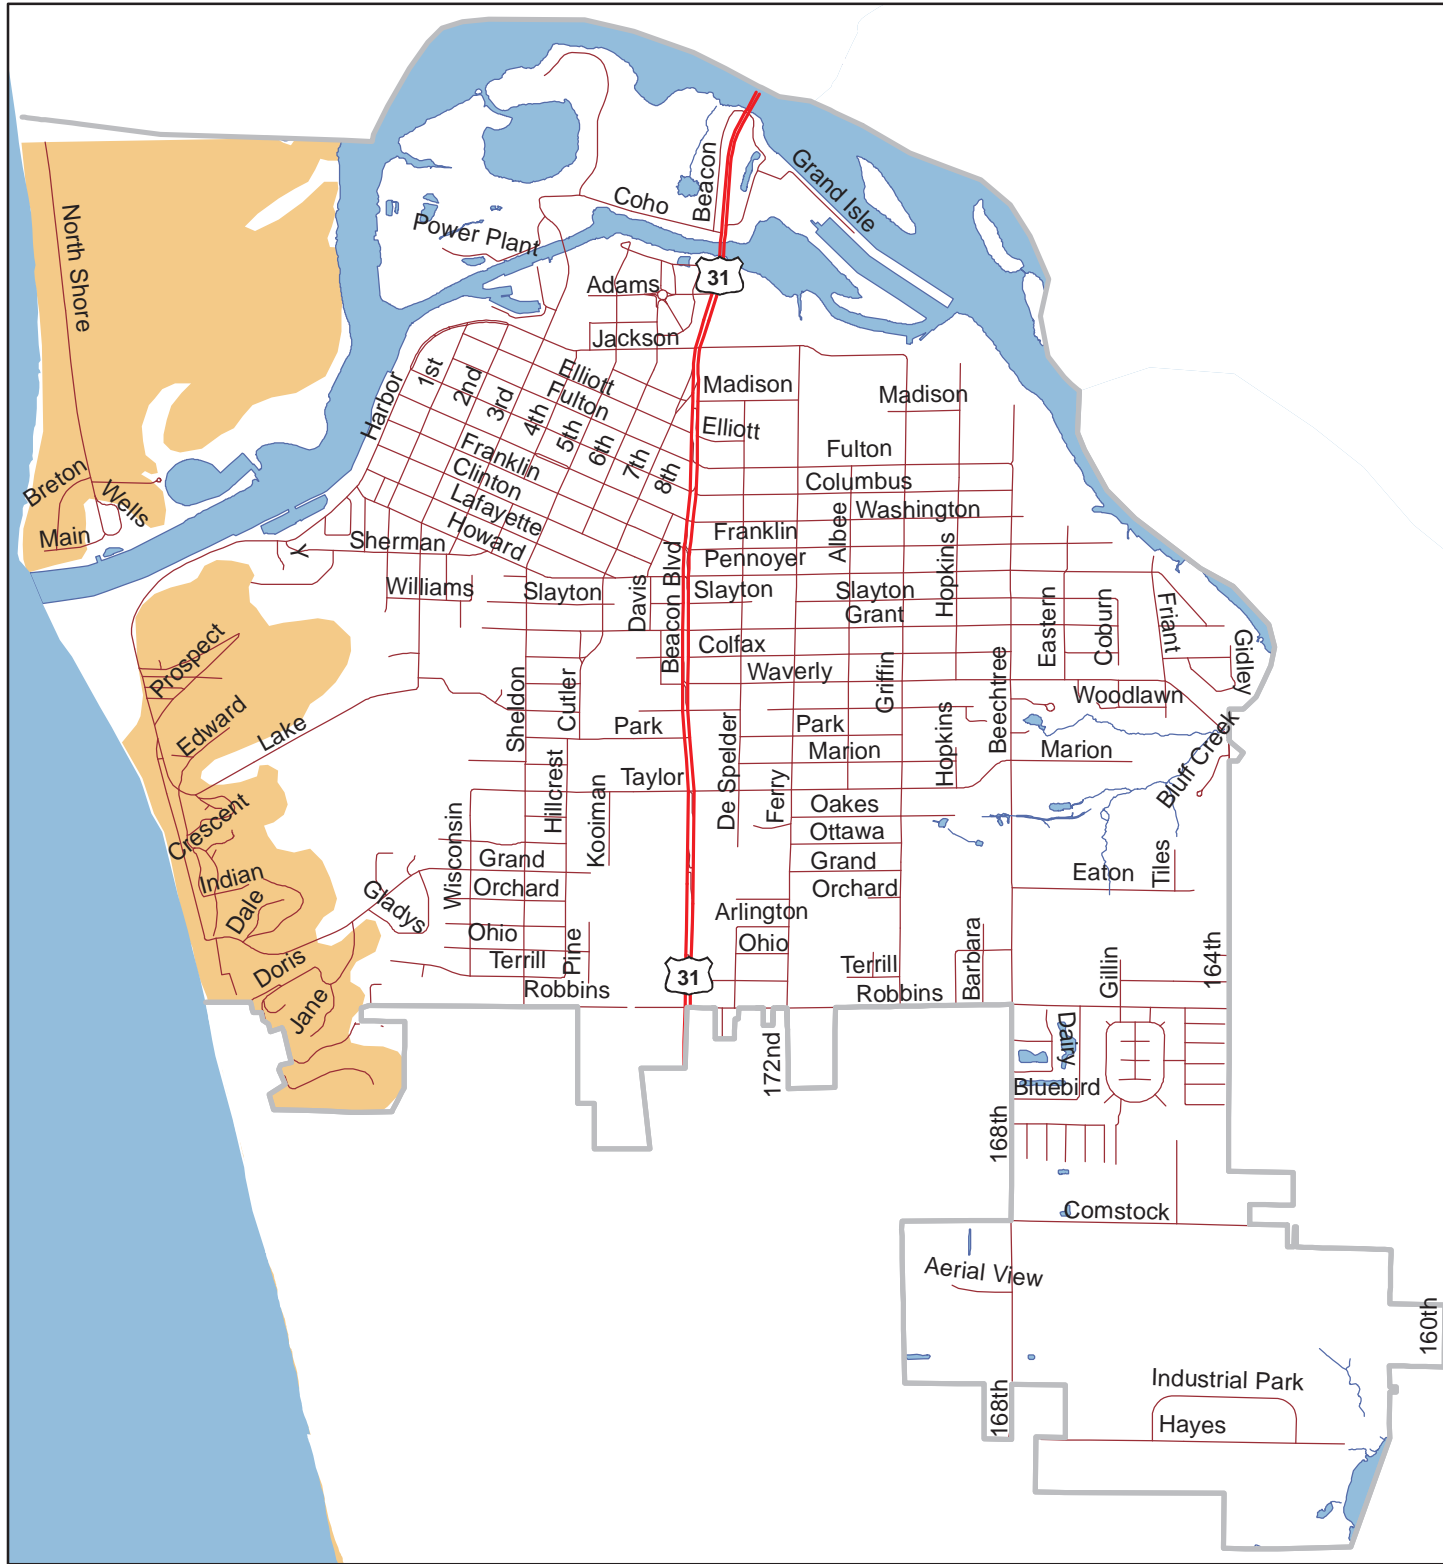 Beacon
Grand Isle
Coho
North Shore
Power Plant
31
Adams
Jackson
Harbor
1st
2nd
3rd
4th
5th
6th
7th
8th
Elliott
Fulton
Franklin
Clinton
Lafayette
Howard
Madison
Madison
Elliott
Fulton
Columbus
Washington
Albee
Franklin
Pennoyer
Hopkins
Breton
Wells
Main
Y
Sherman
Williams
Slayton
Davis
Beacon Blvd
Slayton
Slayton
Grant
Eastern
Coburn
Friant
Gidley
Colfax
Waverly
Griffin
Beechtree
Woodlawn
Prospect
Edward
Lake
Sheldon
Cutler
Park
De Spelder
Park
Marion
Hopkins
Marion
Bluff Creek
Taylor
Hillcrest
Kooiman
Ferry
Oakes
Ottawa
Crescent
Wisconsin
Grand
Grand
Eaton
Tiles
Indian
Dale
Gladys
Orchard
Orchard
Arlington
Ohio
Ohio
Doris
Terrill
Pine
Terrill
Barbara
Gillin
164th
31
Robbins
Robbins
Jane
172nd
Dairy
Bluebird
168th
Comstock
Aerial View
160th
Industrial Park
168th
Hayes